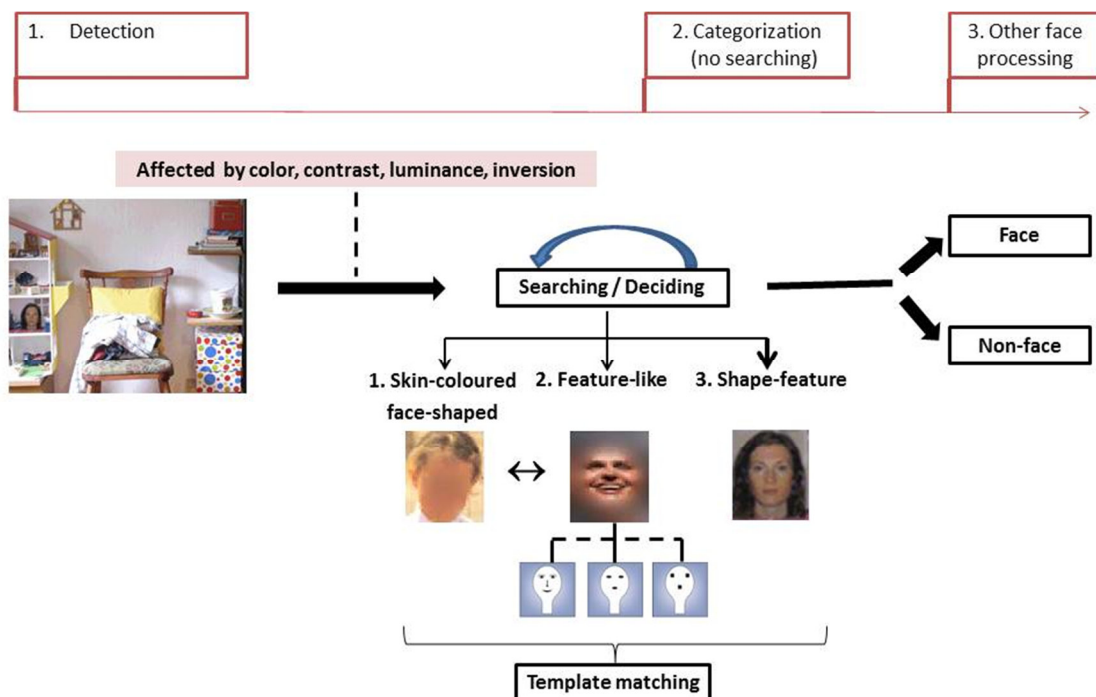 1. Detection
2. Categorization
(no searching)
3. Other face
processing
Affected by color, contrast, luminance, inversion
Searching / Deciding
Face
Non-face
1. Skin-coloured
face-shaped
2. Feature-like
3. Shape-feature
Template matching